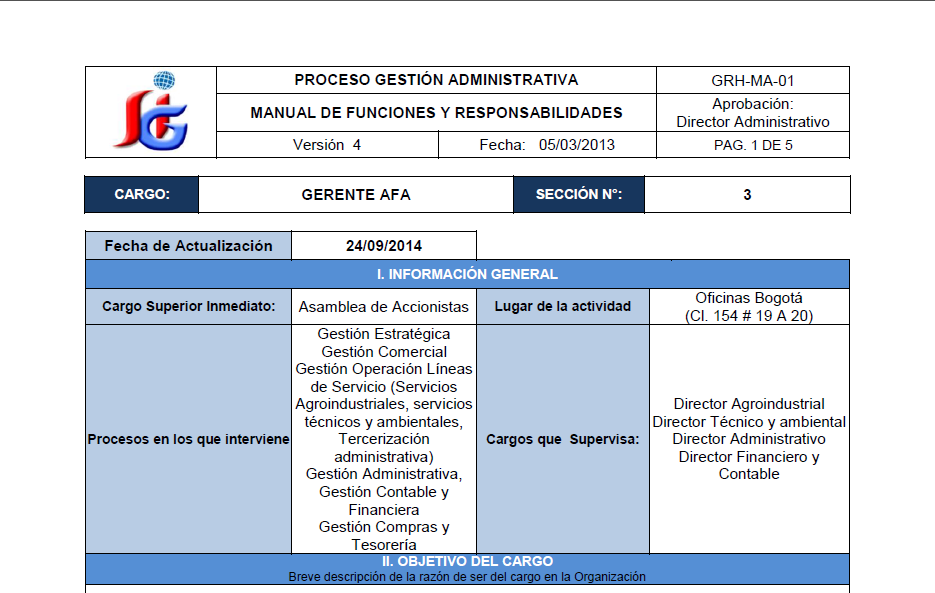 PROCESO GESTIÓN ADMINISTRATIVA
GRH-MA-01
MANUAL DE FUNCIONES Y RESPONSABILIDADES
Aprobación:
Director Administrativo
Versión 4
Fecha: 05/03/2013
PAG. 1 DE 5
CARGO:
GERENTE AFA
SECCIÓN N°:
3
Fecha de Actualización
24/09/2014
I. INFORMACIÓN GENERAL
Cargo Superior Inmediato:
Asamblea de Accionistas
Lugar de la actividad
Oficinas Bogotá
(Cl. 154 # 19 A 20)
Procesos en los que interviene
Gestión Estratégica
Gestión Comercial
Gestión Operación Líneas
de Servicio (Servicios
Agroindustriales, servicios
técnicos y ambientales,
Tercerización
administrativa)
Gestión Administrativa,
Gestión Contable y
Financiera
Gestión Compras y
Tesorería
Cargos que Supervisa:
Director Agroindustrial
Director Técnico y ambiental
Director Administrativo
Director Financiero y
Contable
II. OBJETIVO DEL CARGO
Breve descripción de la razón de ser del cargo en la Organización